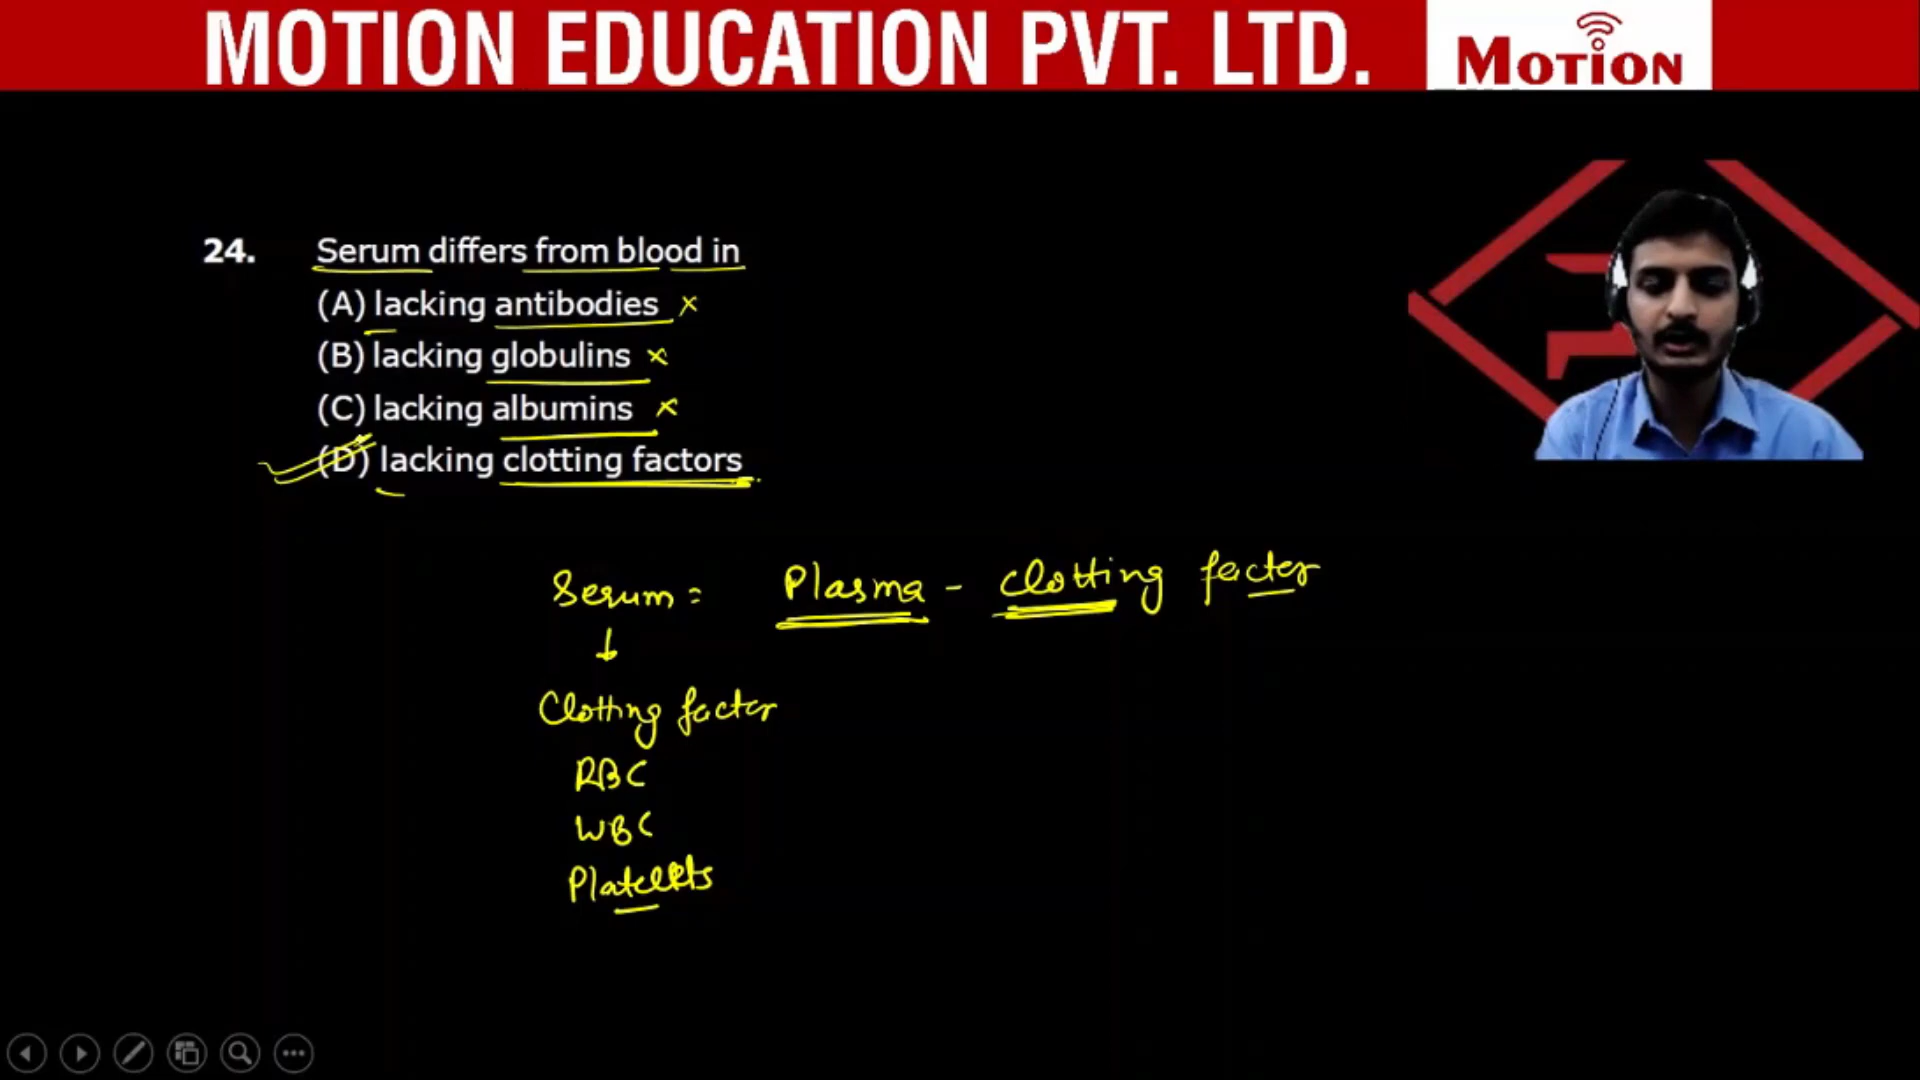 MOTION EDUCATION PVT. LTD.
MOTION
24. Serum differs from blood in
(A) lacking antibodies ×
(B) lacking globulins ×
(C) lacking albumins ×
(D) lacking clotting factors
Serum = Plasma - Clotting factor
↓
Clotting factor
RBC
WBC
Platelets